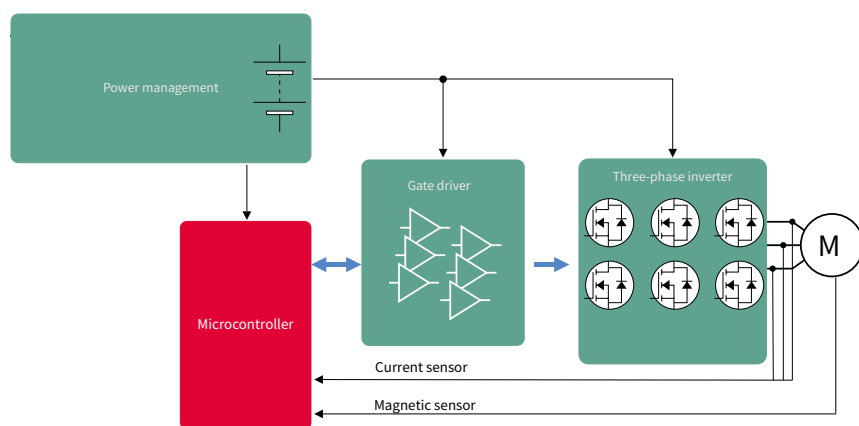 Power management
Gate driver
Three-phase inverter
M
Microcontroller
Current sensor
Magnetic sensor